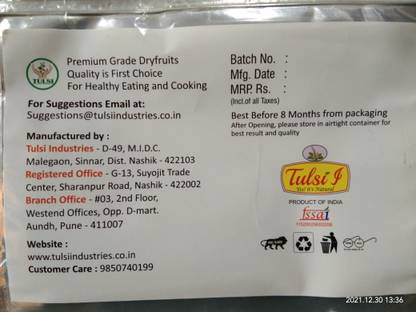 TULSI
Premium Grade Dryfruits
Quality is First Choice
For Healthy Eating and Cooking
For Suggestions Email at:
Suggestions@tulsiindustries.co.in
Manufactured by :
Tulsi Industries - D-49, M.I.D.C.
Malegaon, Sinnar, Dist. Nashik - 422103
Registered Office - G-13, Suyojit Trade
Center, Sharanpur Road, Nashik - 422002
Branch Office - #03, 2nd Floor,
Westend Offices, Opp. D-mart.
Aundh, Pune - 411007
Website :
www.tulsiindustries.co.in
Customer Care : 9850740199
Batch No. :
Mfg. Date :
MRP. Rs. :
(Incl.of all Taxes)
Best Before 8 Months from packaging
After Opening, please store in airtight container for
best result and quality
Tulsi
Yes! it's Natural
PRODUCT OF INDIA
fssai
2021.12.30 13:36